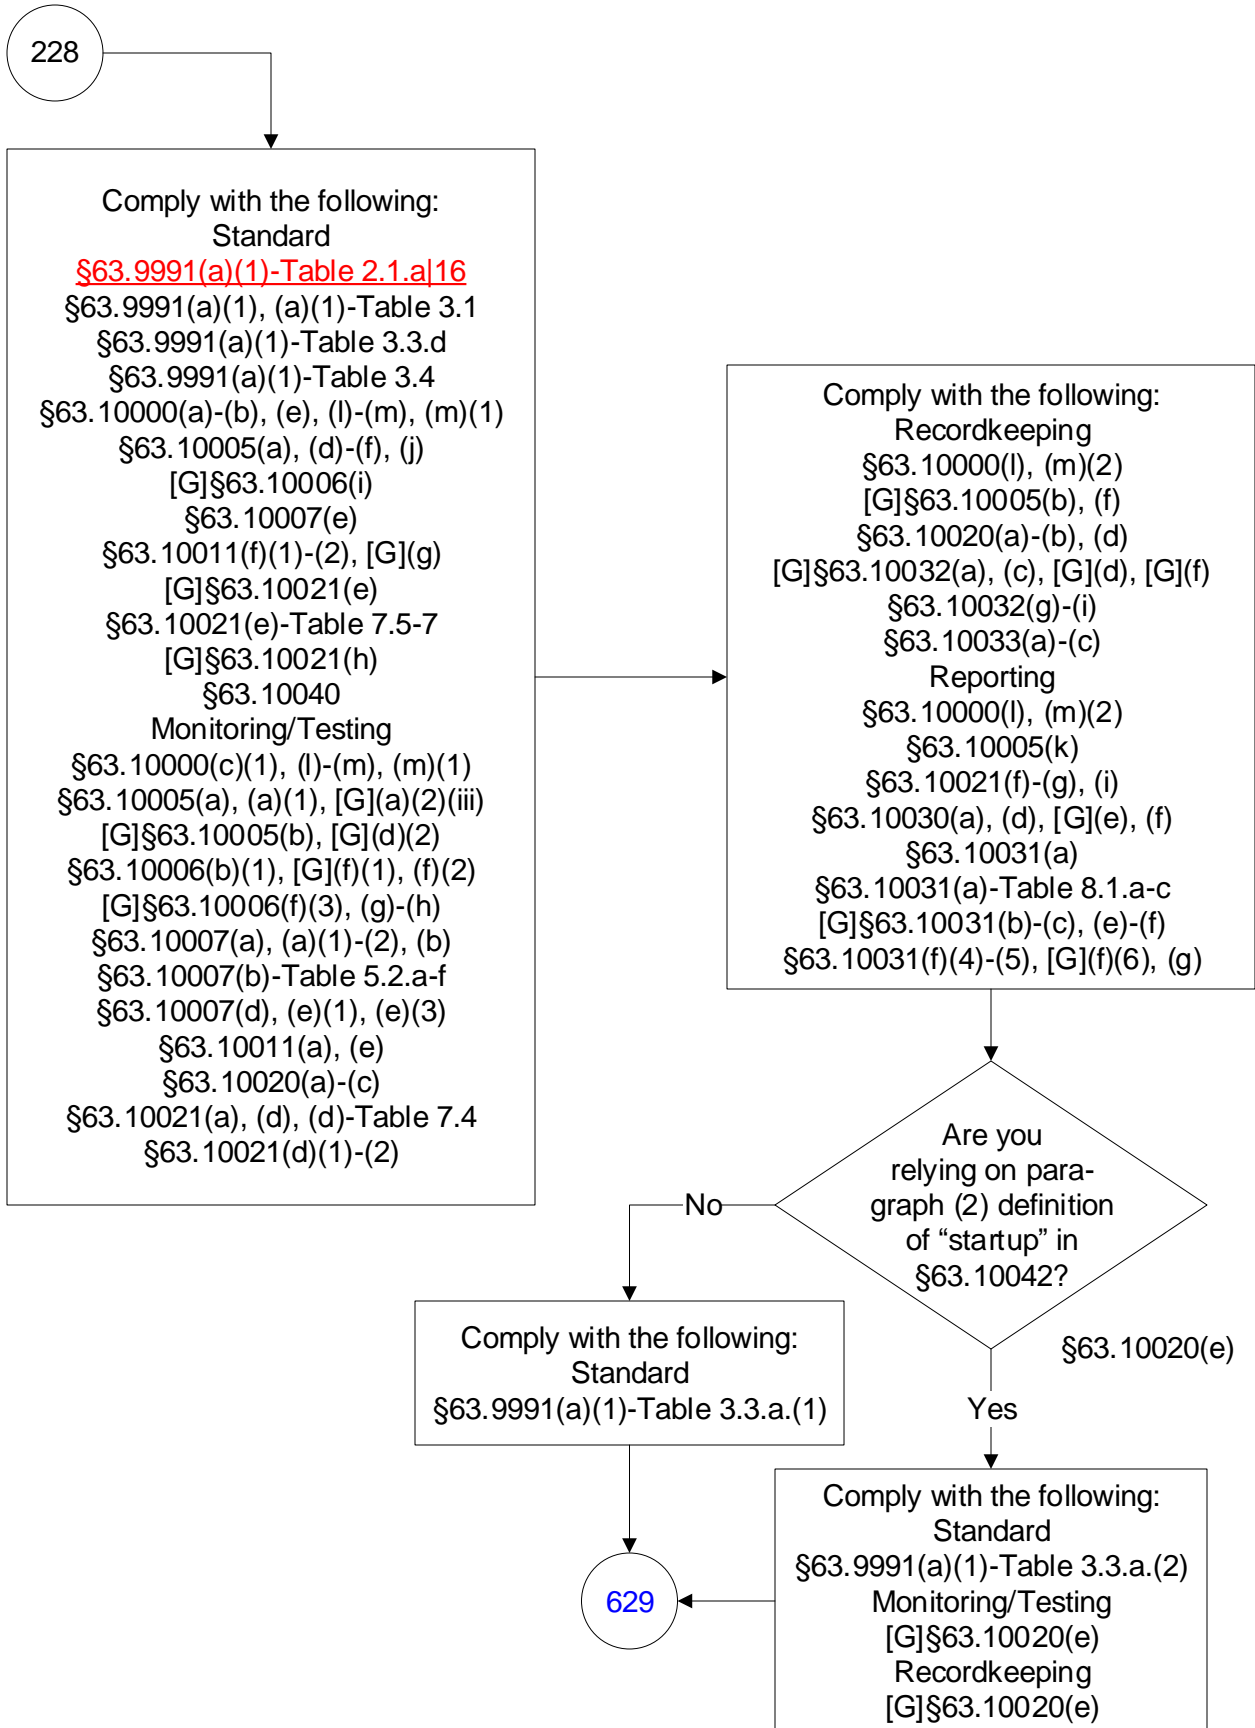 228
Comply with the following:
Standard
§63.9991(a)(1)-Table 2.1.a|16
§63.9991(a)(1), (a)(1)-Table 3.1
§63.9991(a)(1)-Table 3.3.d
§63.9991(a)(1)-Table 3.4
§63.10000(a)-(b), (e), (l)-(m), (m)(1)
§63.10005(a), (d)-(f), (j)
[G]§63.10006(i)
§63.10007(e)
§63.10011(f)(1)-(2), [G](g)
[G]§63.10021(e)
§63.10021(e)-Table 7.5-7
[G]§63.10021(h)
§63.10040
Monitoring/Testing
§63.10000(c)(1), (l)-(m), (m)(1)
§63.10005(a), (a)(1), [G](a)(2)(iii)
[G]§63.10005(b), [G](d)(2)
§63.10006(b)(1), [G](f)(1), (f)(2)
[G]§63.10006(f)(3), (g)-(h)
§63.10007(a), (a)(1)-(2), (b)
§63.10007(b)-Table 5.2.a-f
§63.10007(d), (e)(1), (e)(3)
§63.10011(a), (e)
§63.10020(a)-(c)
§63.10021(a), (d), (d)-Table 7.4
§63.10021(d)(1)-(2)
Comply with the following:
Recordkeeping
§63.10000(l), (m)(2)
[G]§63.10005(b), (f)
§63.10020(a)-(b), (d)
[G]§63.10032(a), (c), [G](d), [G](f)
§63.10032(g)-(i)
§63.10033(a)-(c)
Reporting
§63.10000(l), (m)(2)
§63.10005(k)
§63.10021(f)-(g), (i)
§63.10030(a), (d), [G](e), (f)
§63.10031(a)
§63.10031(a)-Table 8.1.a-c
[G]§63.10031(b)-(c), (e)-(f)
§63.10031(f)(4)-(5), [G](f)(6), (g)
Are you
relying on para-
graph (2) definition
of “startup” in
§63.10042?
§63.10020(e)
No
Comply with the following:
Standard
§63.9991(a)(1)-Table 3.3.a.(1)
Yes
Comply with the following:
Standard
§63.9991(a)(1)-Table 3.3.a.(2)
Monitoring/Testing
[G]§63.10020(e)
Recordkeeping
[G]§63.10020(e)
629